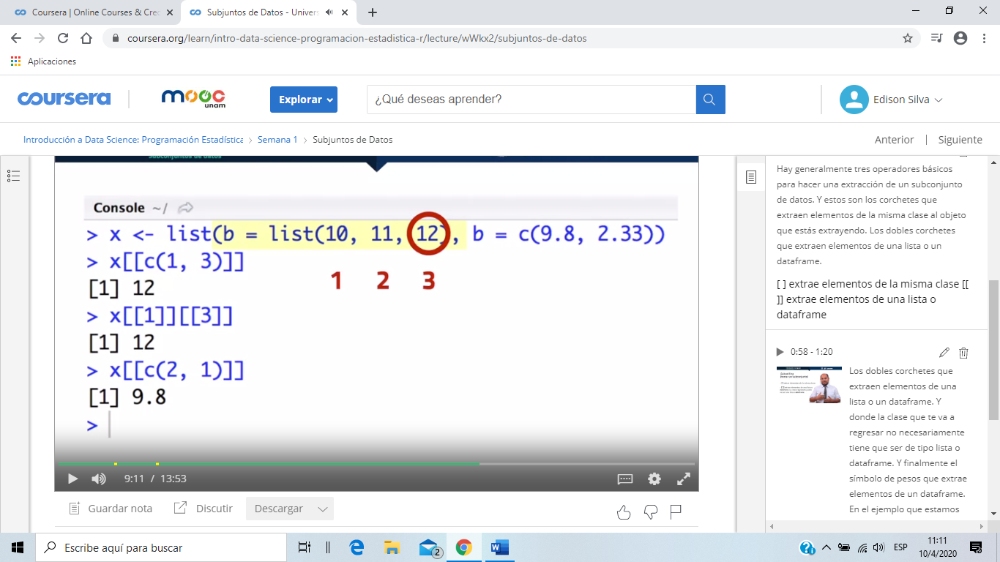 Coursera | Online Courses & Cred
Subjuntos de Datos - Univers
coursera.org/learn/intro-data-science-programacion-estadistica-r/lecture/wWkx2/subjuntos-de-datos
Aplicaciones
coursera
mooc
unam
Explorar
¿Qué deseas aprender?
Edison Silva
Introducción a Data Science: Programación Estadística
Semana 1
Subjuntos de Datos
Anterior | Siguiente
Subconjuntos de datos
Console ~/
> x <- list(b = list(10, 11, 12), b = c(9.8, 2.33))
> x[[c(1, 3)]]
1 2 3
[1] 12
> x[[1]][[3]]
[1] 12
> x[[c(2, 1)]]
[1] 9.8
>
9:11 / 13:53
Guardar nota
Discutir
Descargar
Hay generalmente tres operadores básicos
para hacer una extracción de un subconjunto
de datos. Y estos son los corchetes que
extraen elementos de la misma clase al objeto
que estás extrayendo. Los dobles corchetes
que extraen elementos de una lista o un
dataframe.
[ ] extrae elementos de la misma clase [[
]] extrae elementos de una lista o
dataframe
0:58 - 1:20
Los dobles corchetes que
extraen elementos de una
lista o un dataframe. Y
donde la clase que te va a
regresar no necesariamente
tiene que ser de tipo lista o
dataframe. Y finalmente el
símbolo de pesos que extrae
elementos de un dataframe.
En el ejemplo que estamos
Escribe aquí para buscar
2
ESP
11:11
10/4/2020